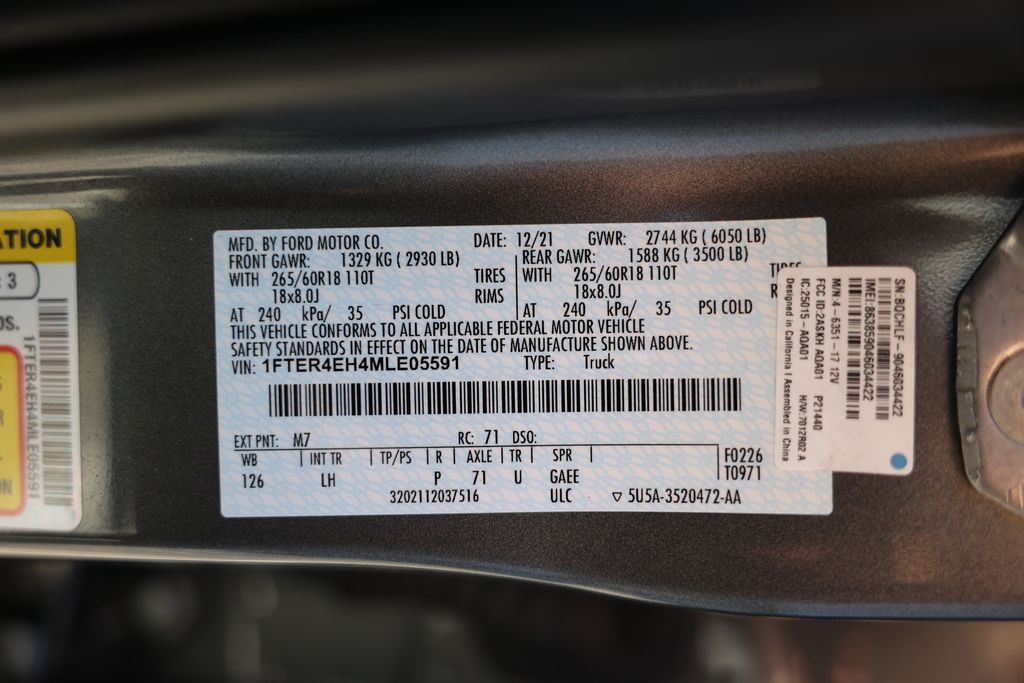 TION
: 3
OS.
1FTER4EH4MLE05591
MFD. BY FORD MOTOR CO. DATE: 12/21 GVWR: 2744 KG ( 6050 LB)
FRONT GAWR: 1329 KG ( 2930 LB) REAR GAWR: 1588 KG ( 3500 LB)
WITH 265/60R18 110T TIRES WITH 265/60R18 110T TIRES
18x8.0J RIMS 18x8.0J R
AT 240 kPa/ 35 PSI COLD AT 240 kPa/ 35 PSI COLD
THIS VEHICLE CONFORMS TO ALL APPLICABLE FEDERAL MOTOR VEHICLE
SAFETY STANDARDS IN EFFECT ON THE DATE OF MANUFACTURE SHOWN ABOVE.
VIN: 1FTER4EH4MLE05591 TYPE: Truck
EXT PNT: M7 RC: 71 DSO:
WB INT TR TP/PS R AXLE TR SPR F0226
126 LH P 71 U GAEE T0971
3202112037516 ULC ▽ 5U5A-3520472-AA
SN:BOCHLF-9046034422
IMEI:863859046034422
M/N:4-6351-17 12V
FCC ID:2ASKH AQA01 P21440
IC:25015-AQA01 H/W:7012R02 A
Designed in California | Assembled in China